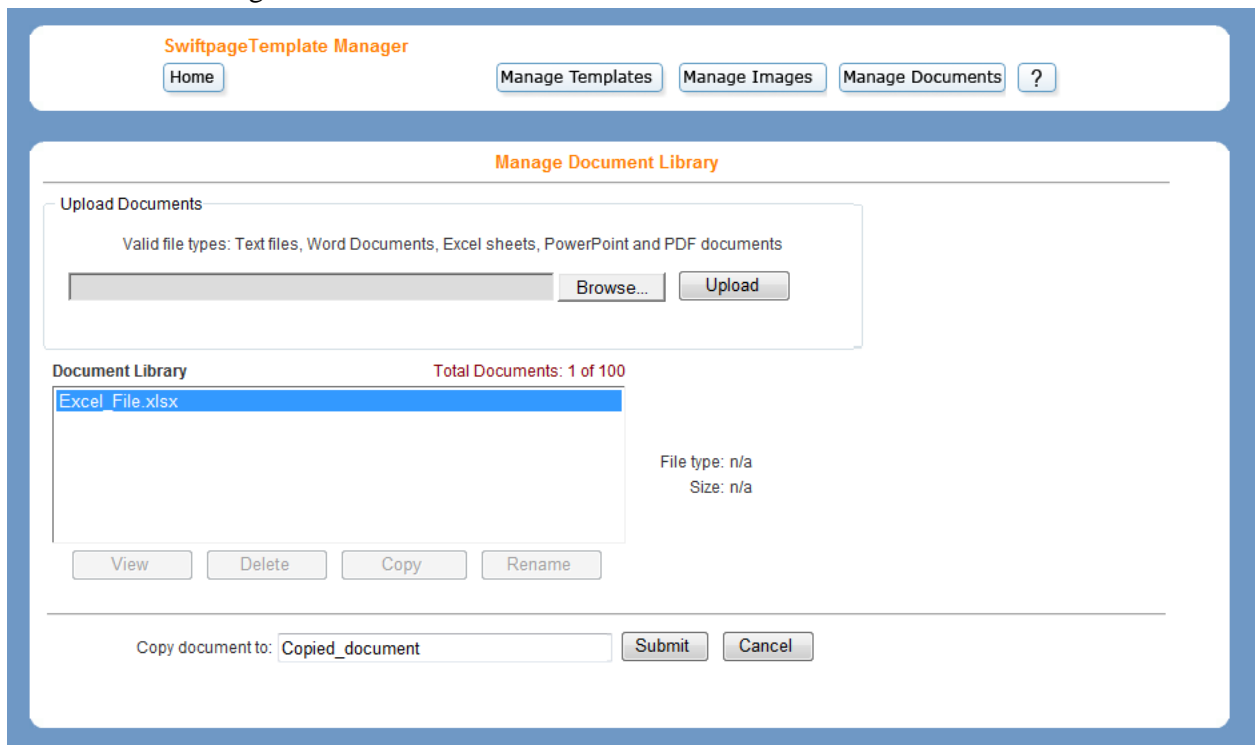 SwiftpageTemplate Manager
Home Manage Templates Manage Images Manage Documents ?
Manage Document Library
Upload Documents
Valid file types: Text files, Word Documents, Excel sheets, PowerPoint and PDF documents
Browse... Upload
Document Library Total Documents: 1 of 100
Excel_File.xlsx
File type: n/a
Size: n/a
View Delete Copy Rename
Copy document to: Copied_document Submit Cancel